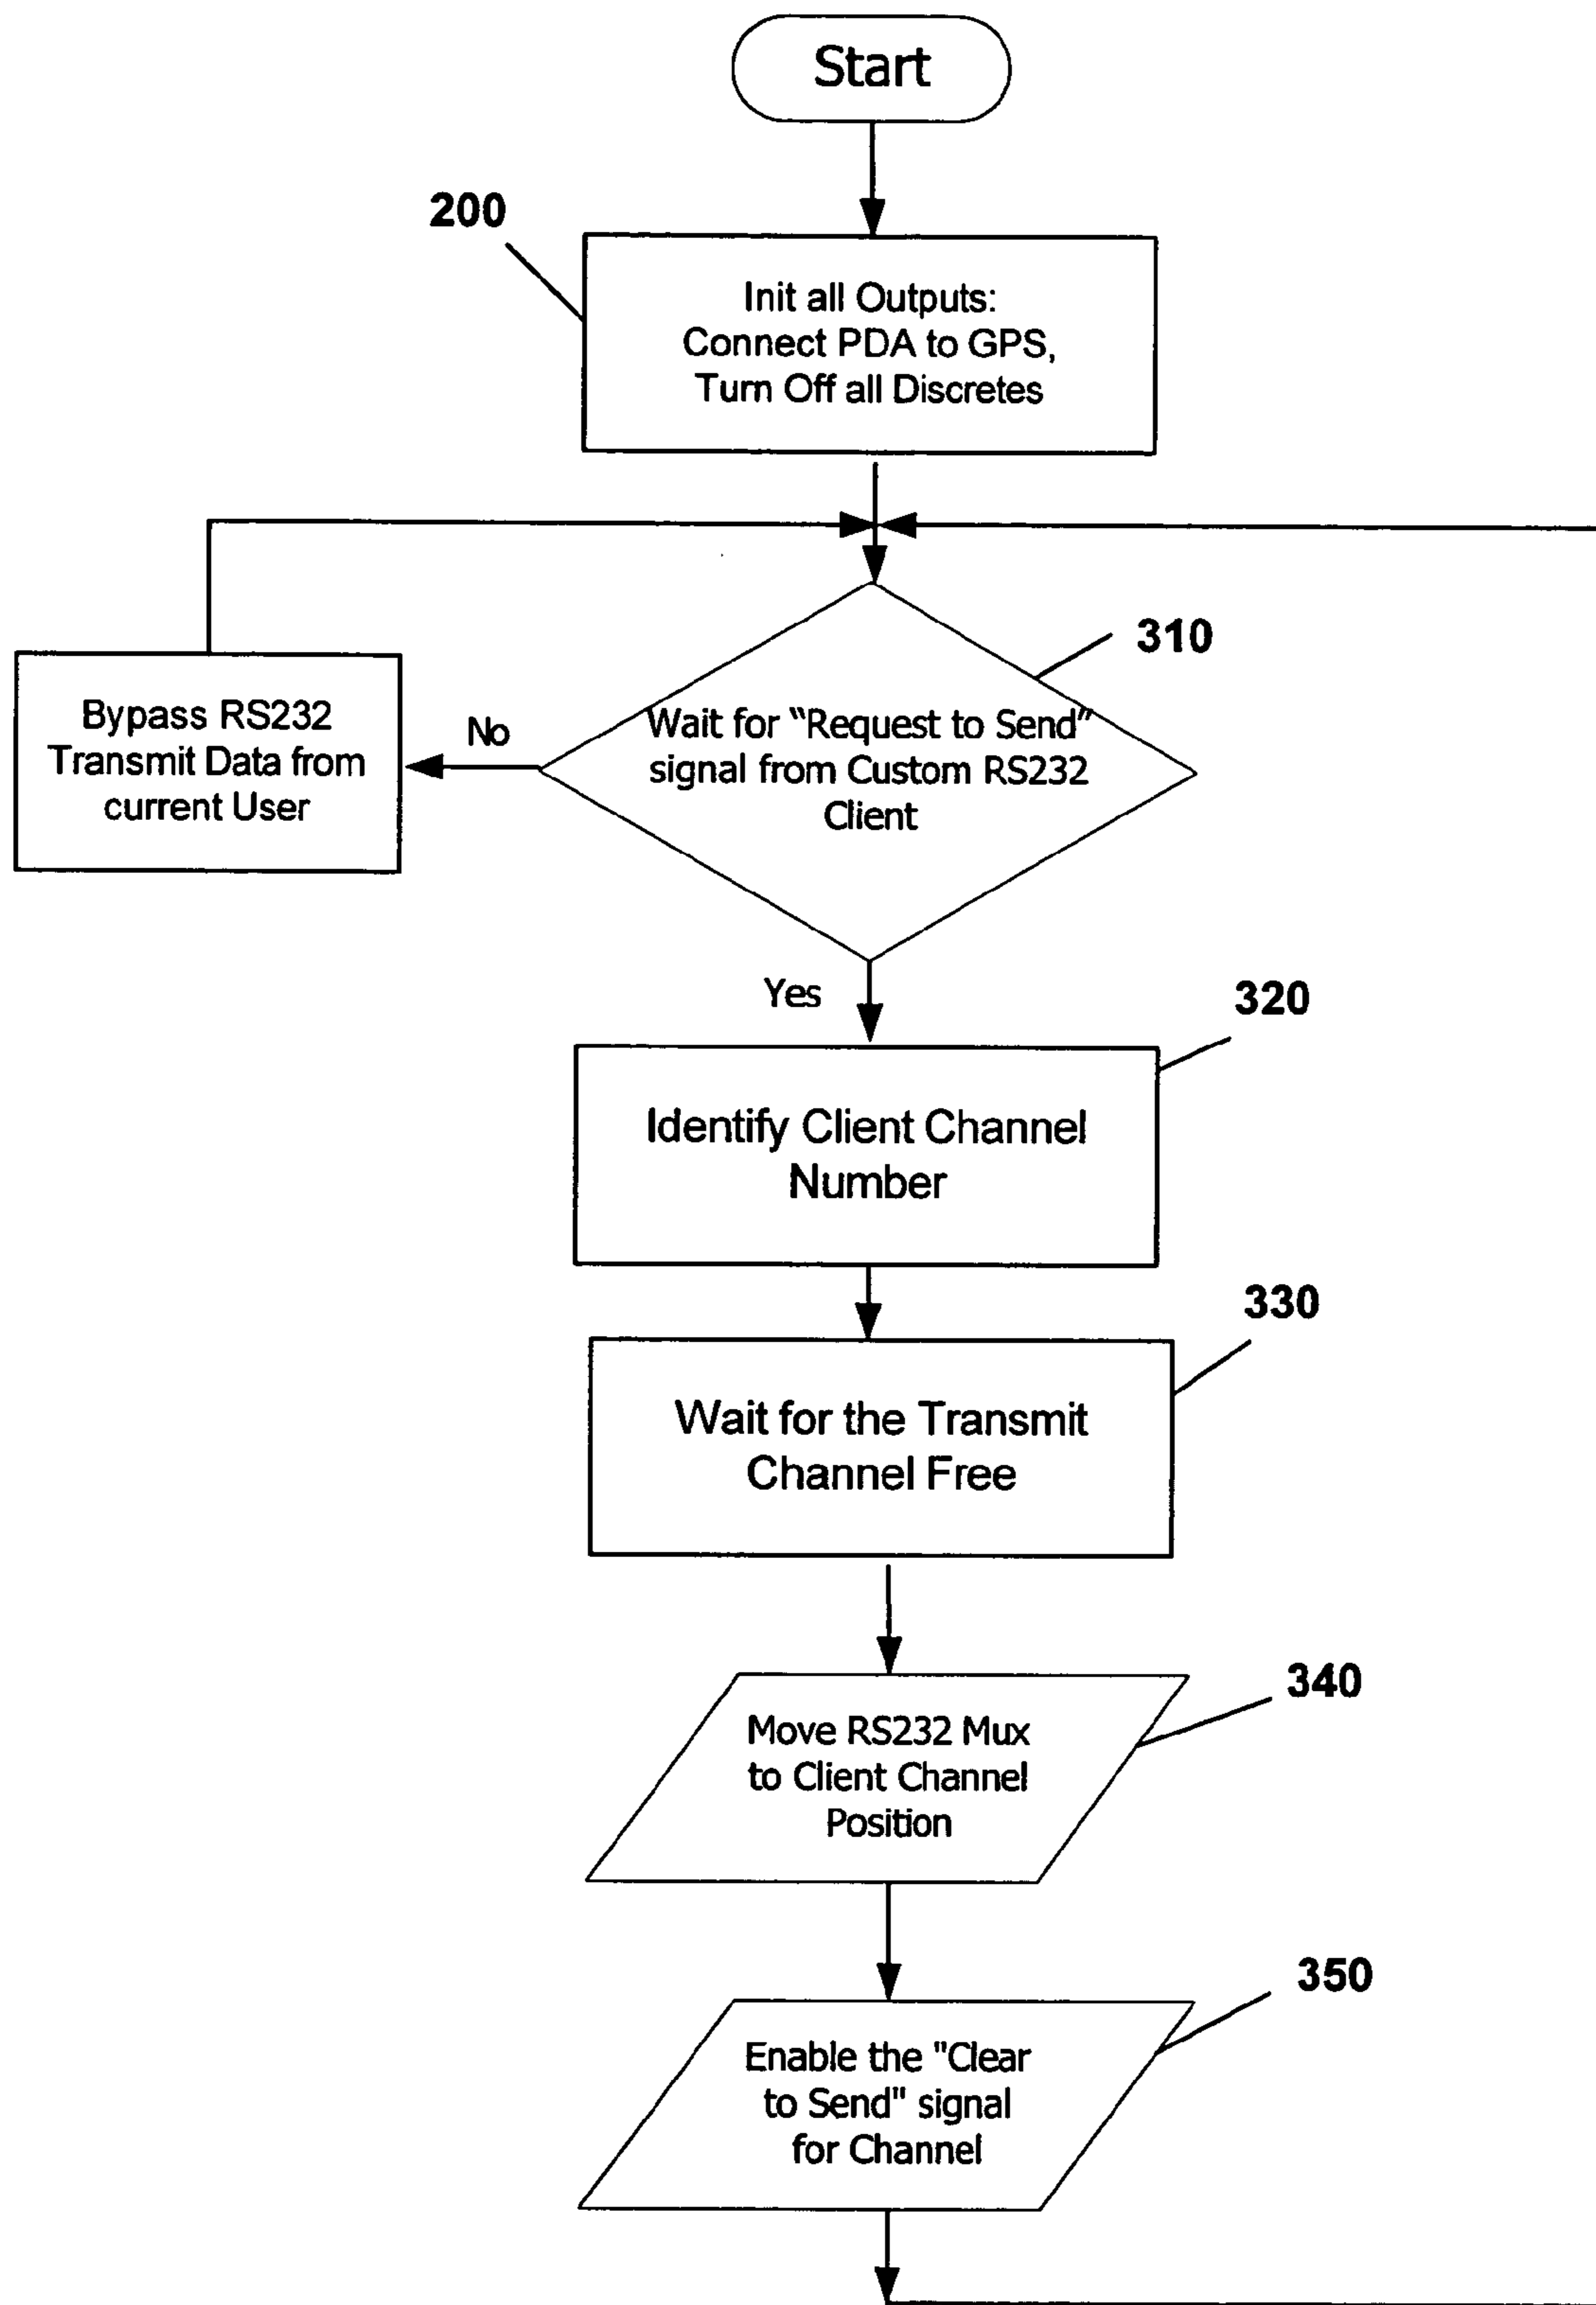 Start
200
Init all Outputs:
Connect PDA to GPS,
Turn Off all Discretes
310
Wait for “Request to Send”
signal from Custom RS232
Client
No
Bypass RS232
Transmit Data from
current User
Yes
320
Identify Client Channel
Number
330
Wait for the Transmit
Channel Free
340
Move RS232 Mux
to Client Channel
Position
350
Enable the "Clear
to Send" signal
for Channel